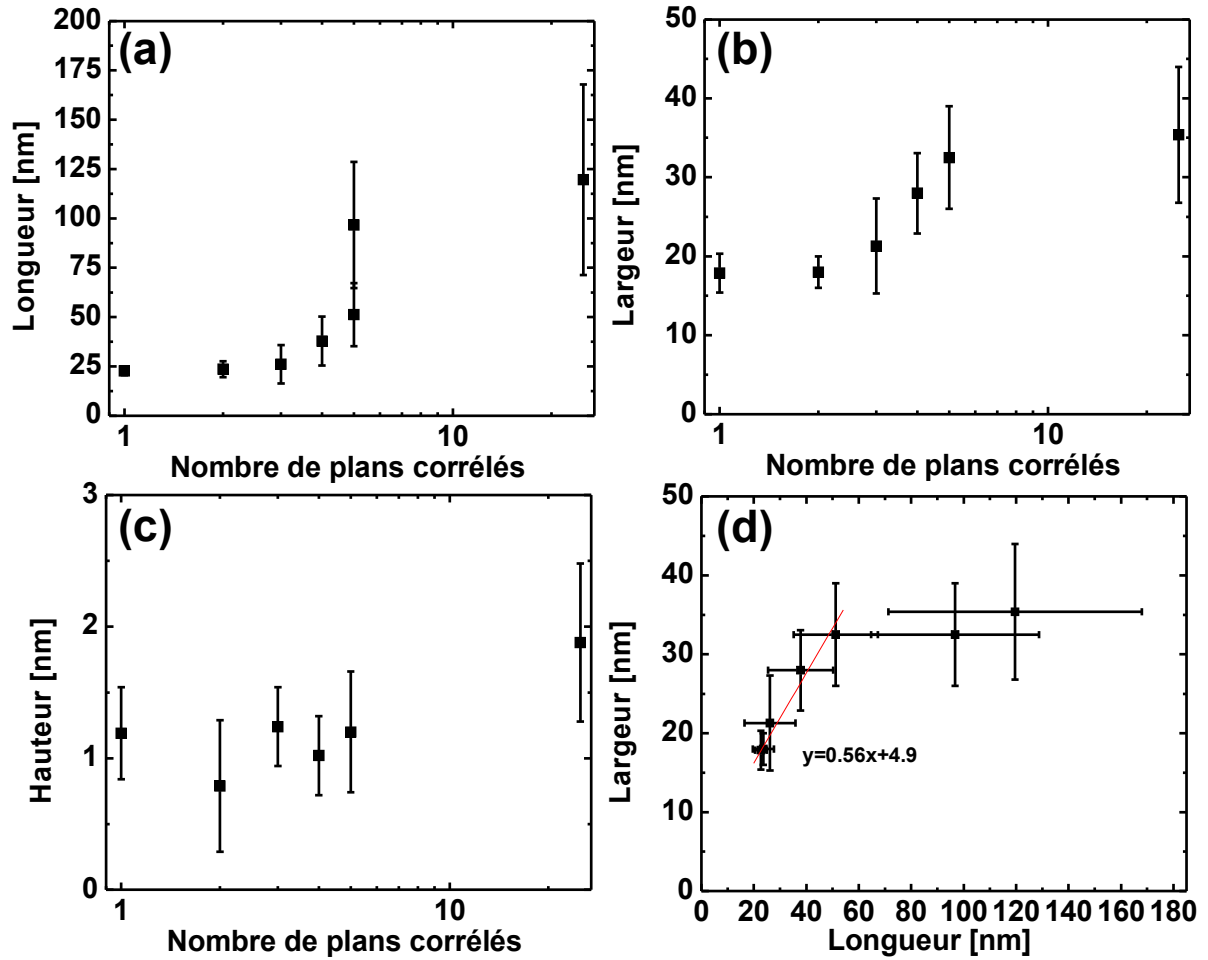 (a)
200
175
150
125
100
75
50
25
0
Longueur [nm]
1
10
Nombre de plans corrélés
(b)
50
40
30
20
10
0
Largeur [nm]
1
10
Nombre de plans corrélés
(c)
3
2
1
0
Hauteur [nm]
1
10
Nombre de plans corrélés
(d)
50
40
30
20
10
0
Largeur [nm]
y=0.56x+4.9
0 20 40 60 80 100 120 140 160 180
Longueur [nm]